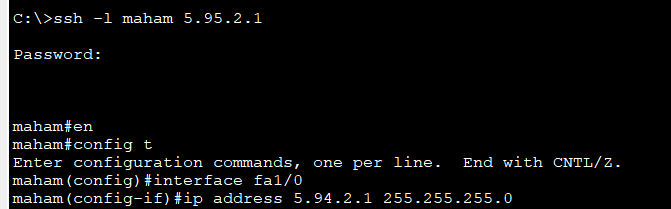 C:\>ssh -l maham 5.95.2.1
Password:
maham#en
maham#config t
Enter configuration commands, one per line.  End with CNTL/Z.
maham(config)#interface fa1/0
maham(config-if)#ip address 5.94.2.1 255.255.255.0